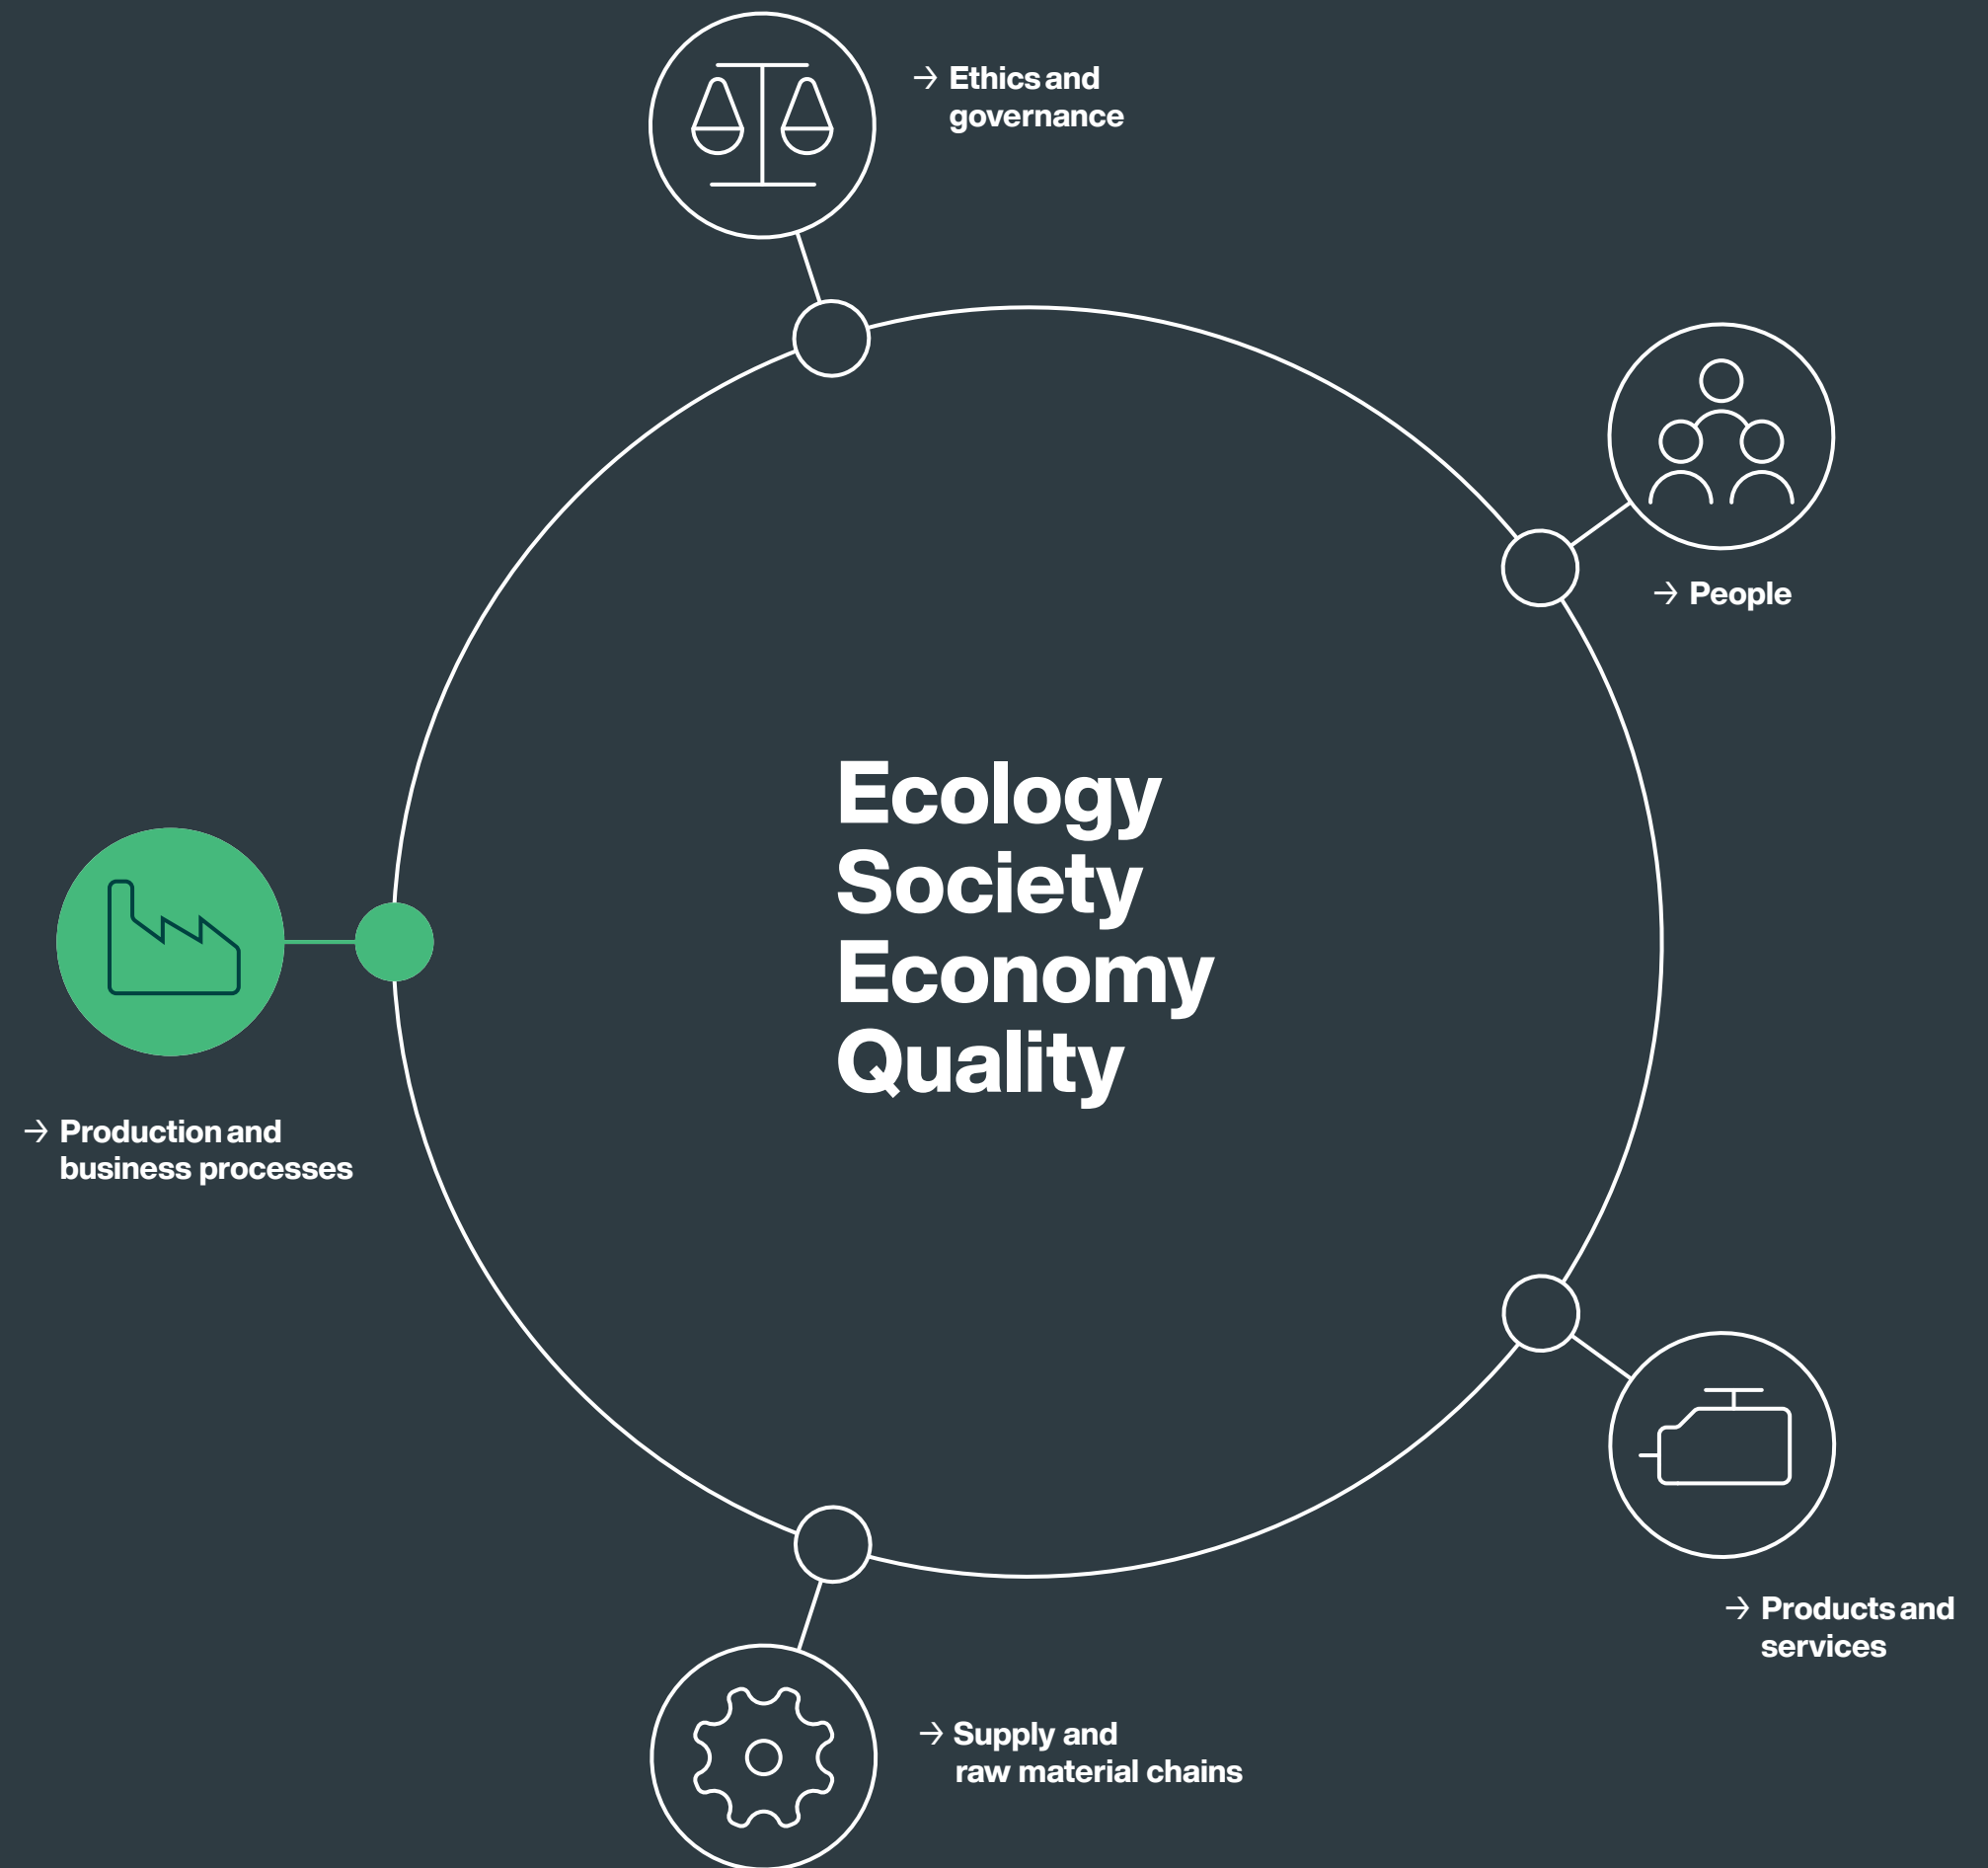 → Ethics and
governance
→ People
Ecology
Society
Economy
Quality
→ Production and
business processes
→ Products and
services
→ Supply and
raw material chains